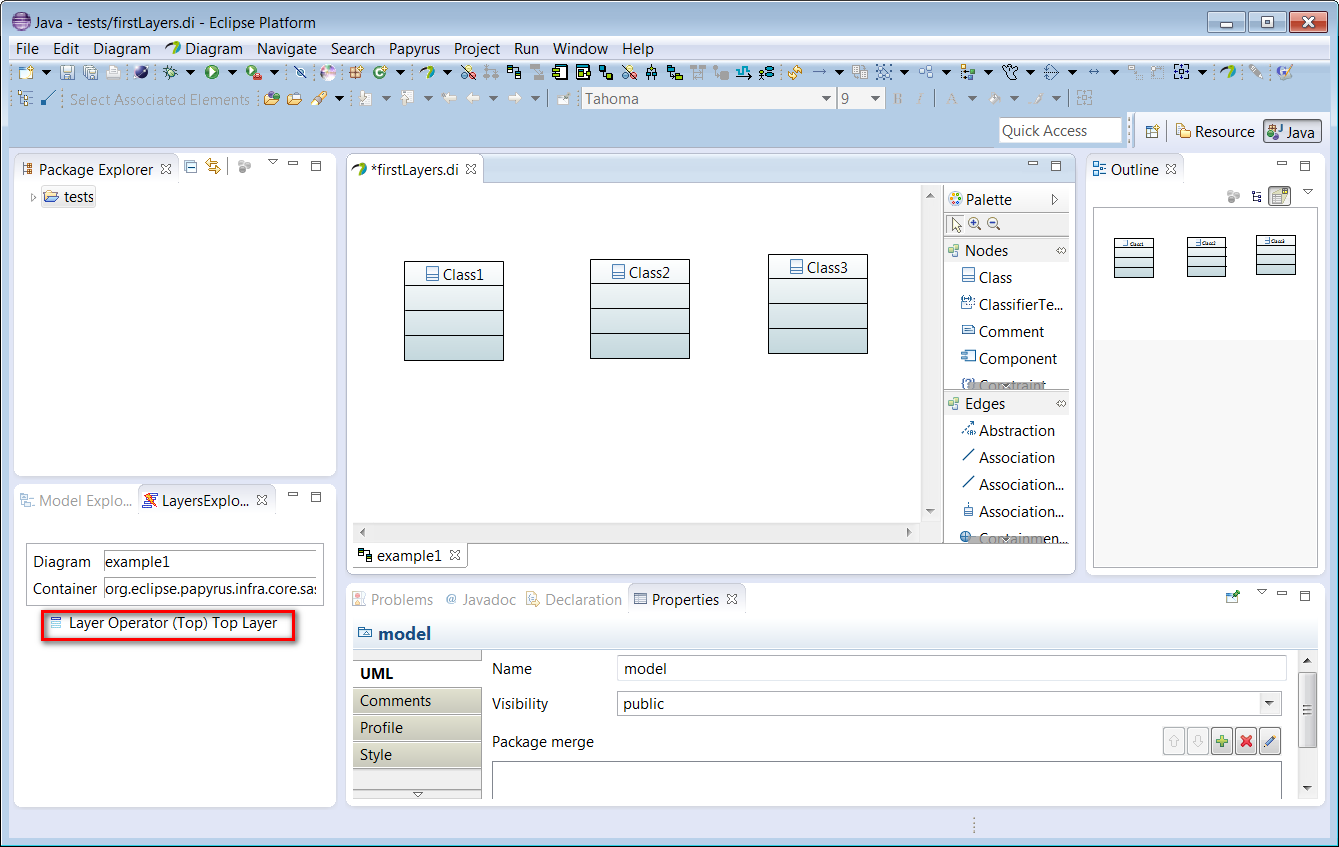 Java - tests/firstLayers.di - Eclipse Platform
File Edit Diagram Diagram Navigate Search Papyrus Project Run Window Help
Select Associated Elements Tahoma 9 B I A
Quick Access Resource Java
Package Explorer
tests
*firstLayers.di
Class1
Class2
Class3
Palette
Nodes
Class
ClassifierTe...
Comment
Component
Constraint
Edges
Abstraction
Association
Association...
Association...
Containmen...
example1
Outline
Class1
Class2
Class3
Model Explo... LayersExplo...
Diagram example1
Container org.eclipse.papyrus.infra.core.sas
Layer Operator (Top) Top Layer
Problems @ Javadoc Declaration Properties
model
UML
Comments
Profile
Style
Name model
Visibility public
Package merge